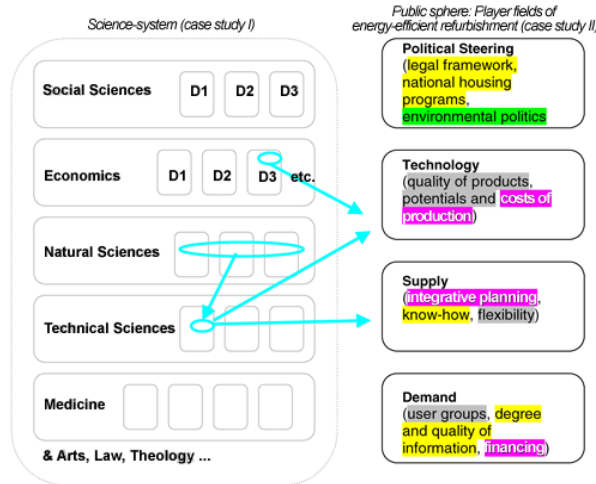 Science-system (case study I)
Public sphere: Player fields of
energy-efficient refurbishment (case study II)
Social Sciences
D1 D2 D3
Economics
D1 D2 D3 etc.
Natural Sciences
Technical Sciences
Medicine
& Arts, Law, Theology ...
Political Steering
(legal framework,
national housing
programs,
environmental politics
Technology
(quality of products,
potentials and costs of
production)
Supply
(integrative planning,
know-how, flexibility)
Demand
(user groups, degree
and quality of
information, financing)